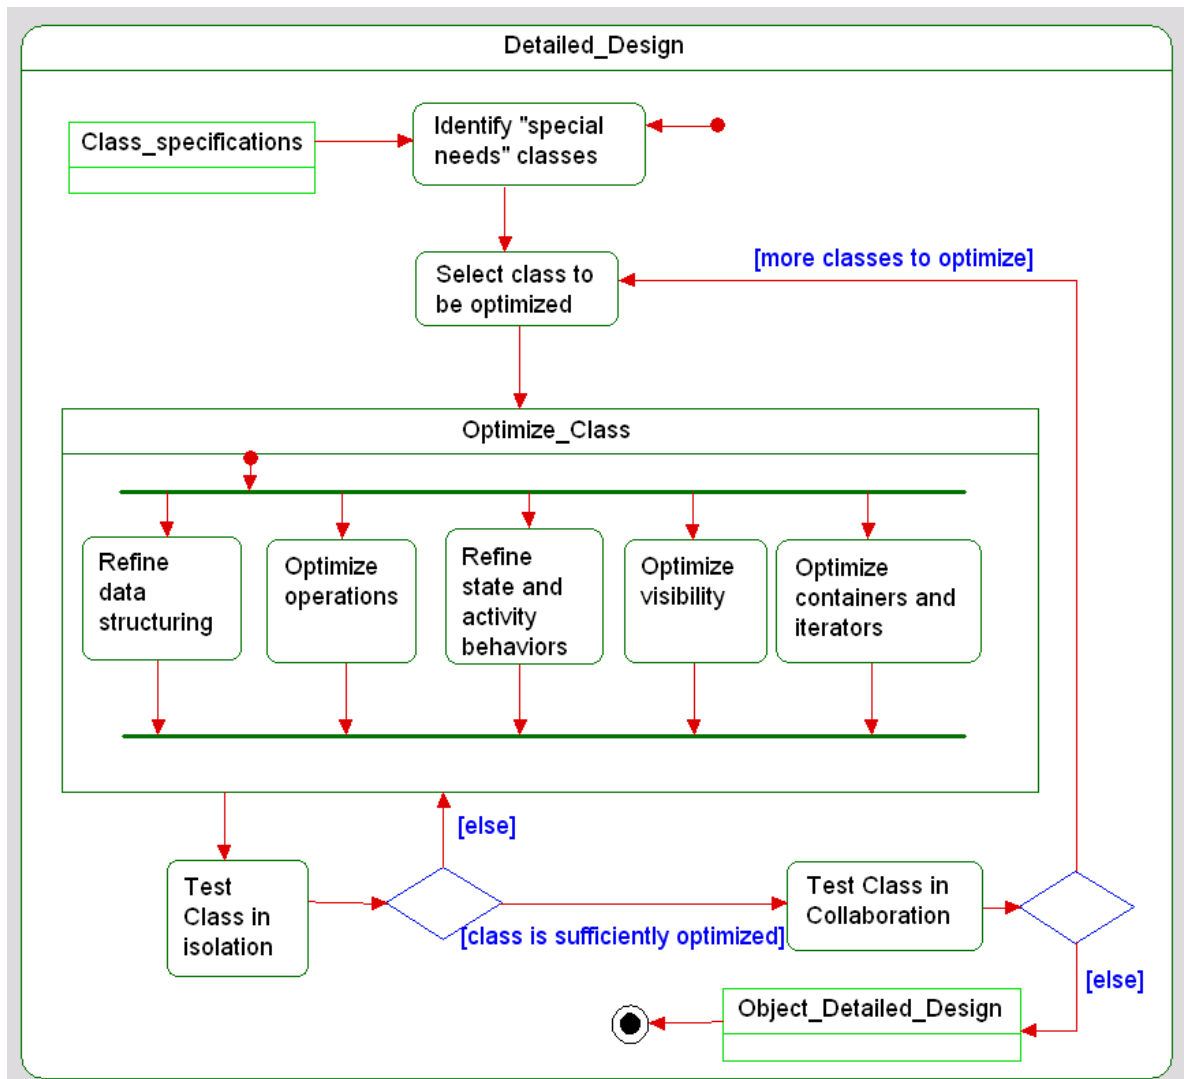 Detailed_Design
Class_specifications
Identify "special
needs" classes
[more classes to optimize]
Select class to
be optimized
Optimize_Class
Refine
data
structuring
Optimize
operations
Refine
state and
activity
behaviors
Optimize
visibility
Optimize
containers and
iterators
[else]
Test
Class in
isolation
[class is sufficiently optimized]
Test Class in
Collaboration
[else]
Object_Detailed_Design